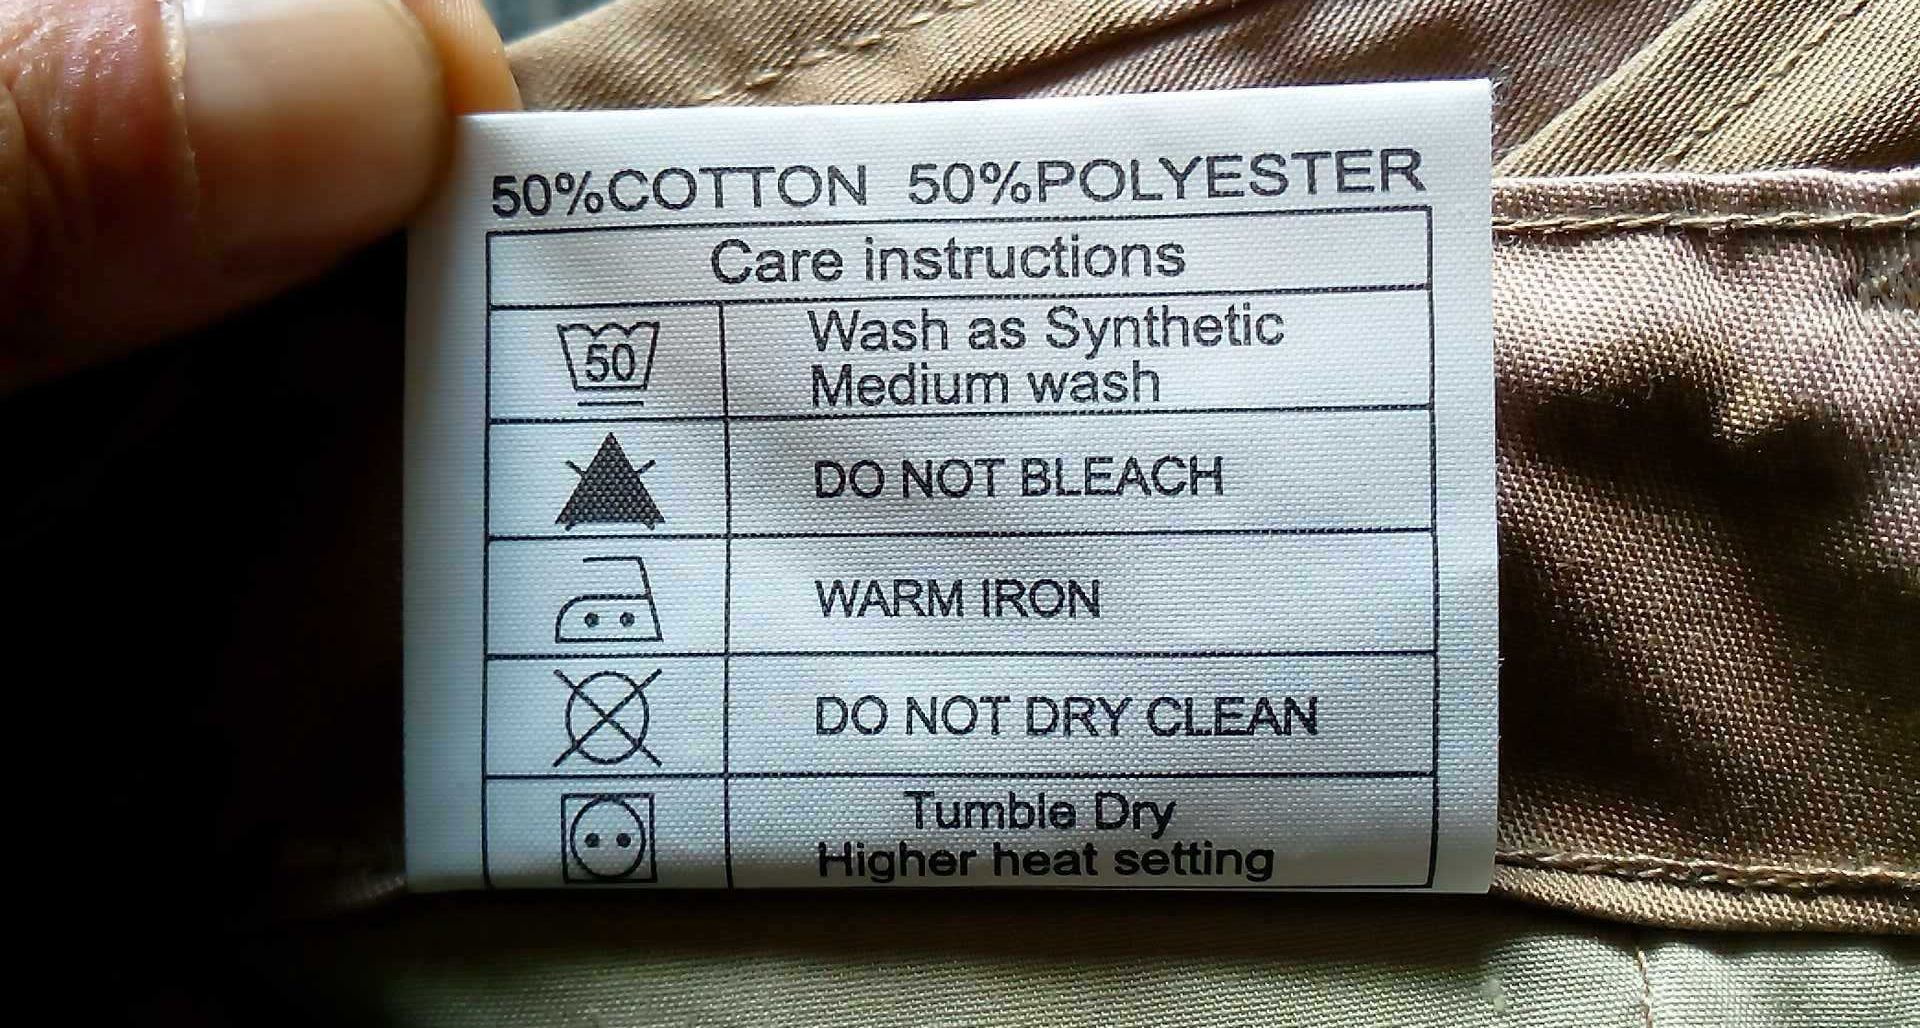 50%COTTON 50%POLYESTER
Care instructions
50
Wash as Synthetic
Medium wash
DO NOT BLEACH
WARM IRON
DO NOT DRY CLEAN
Tumble Dry
Higher heat setting